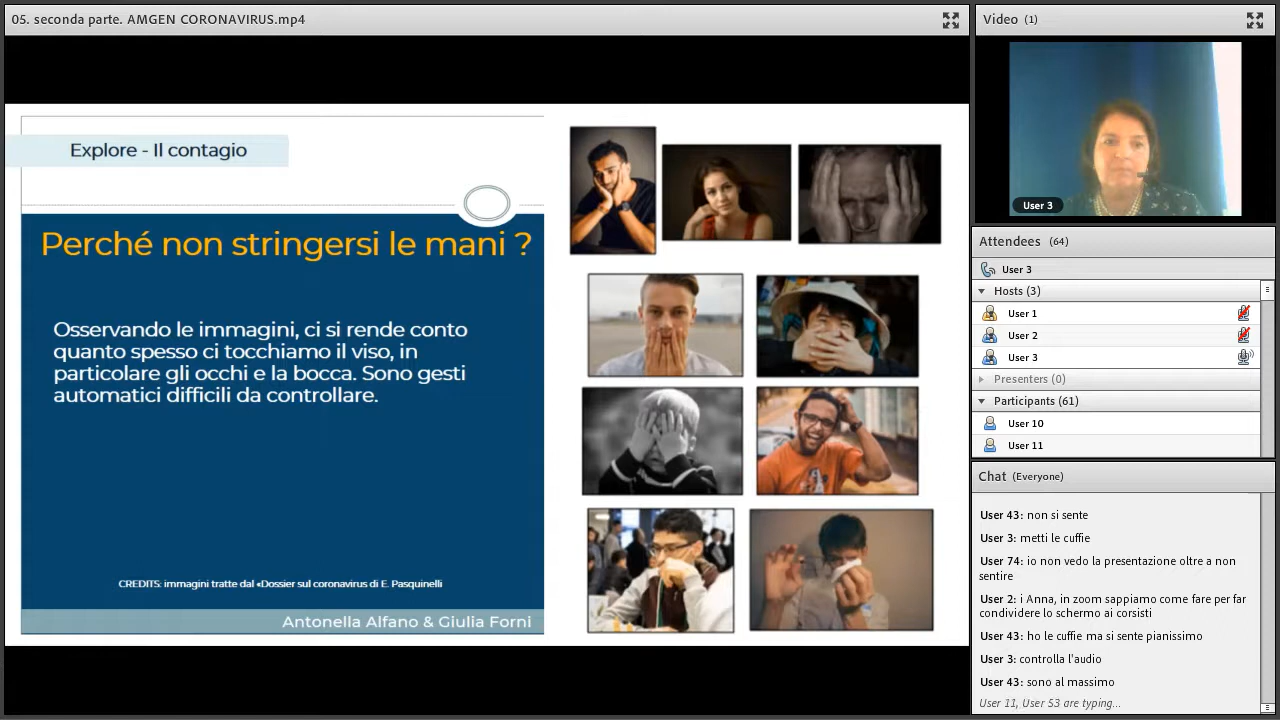 05. seconda parte. AMGEN CORONAVIRUS.mp4
Explore - Il contagio
Perché non stringersi le mani ?
Osservando le immagini, ci si rende conto
quanto spesso ci tocchiamo il viso, in
particolare gli occhi e la bocca. Sono gesti
automatici difficili da controllare.
CREDITS: immagini tratte dal «Dossier sul coronavirus di E. Pasquinelli
Antonella Alfano & Giulia Forni
Video (1)
User 3
Attendees (64)
User 3
Hosts (3)
User 1
User 2
User 3
Presenters (0)
Participants (61)
User 10
User 11
Chat (Everyone)
User 43: non si sente
User 3: metti le cuffie
User 74: io non vedo la presentazione oltre a non
sentire
User 2: i Anna, in zoom sappiamo come fare per far
condividere lo schermo ai corsisti
User 43: ho le cuffie ma si sente pianissimo
User 3: controlla l'audio
User 43: sono al massimo
User 11, User 53 are typing...